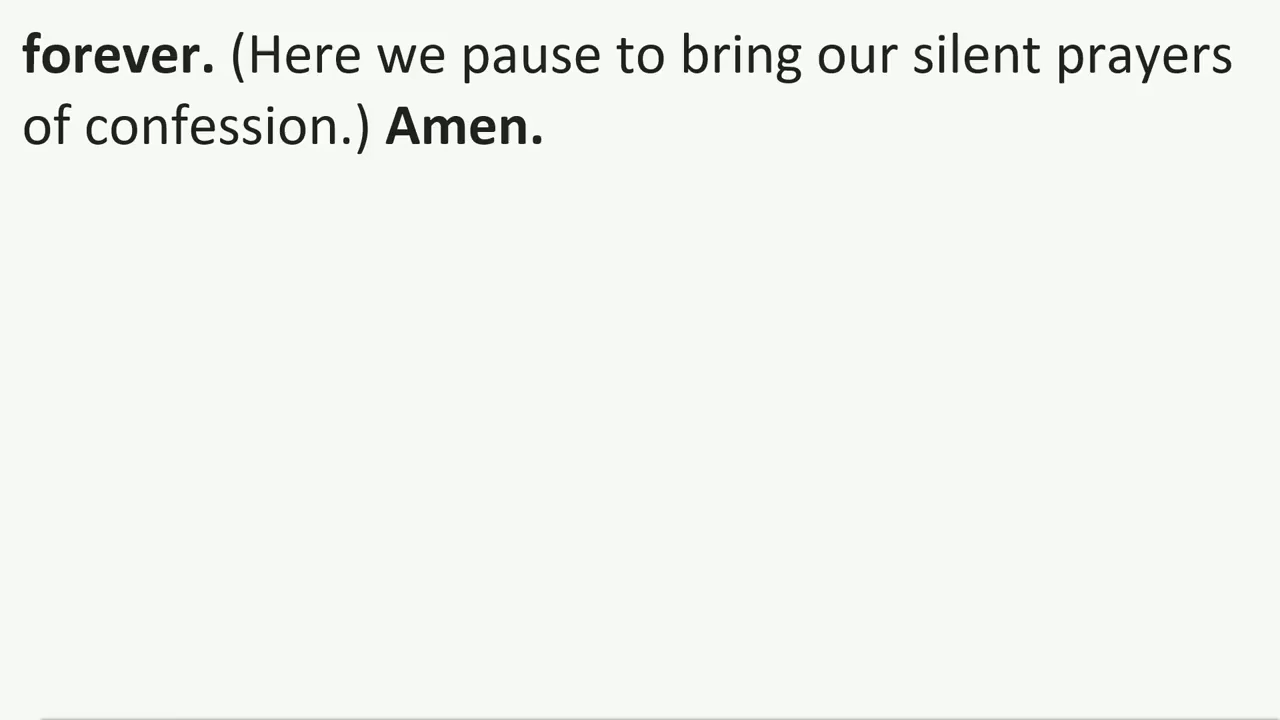 forever. (Here we pause to bring our silent prayers
of confession.) Amen.